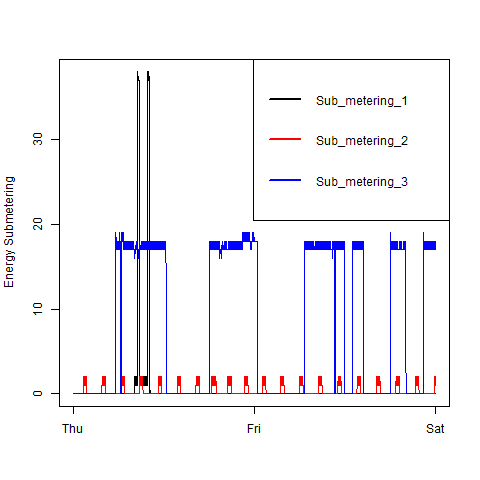 Sub_metering_1
Sub_metering_2
Sub_metering_3
Energy Submetering
30
20
10
0
Thu Fri Sat